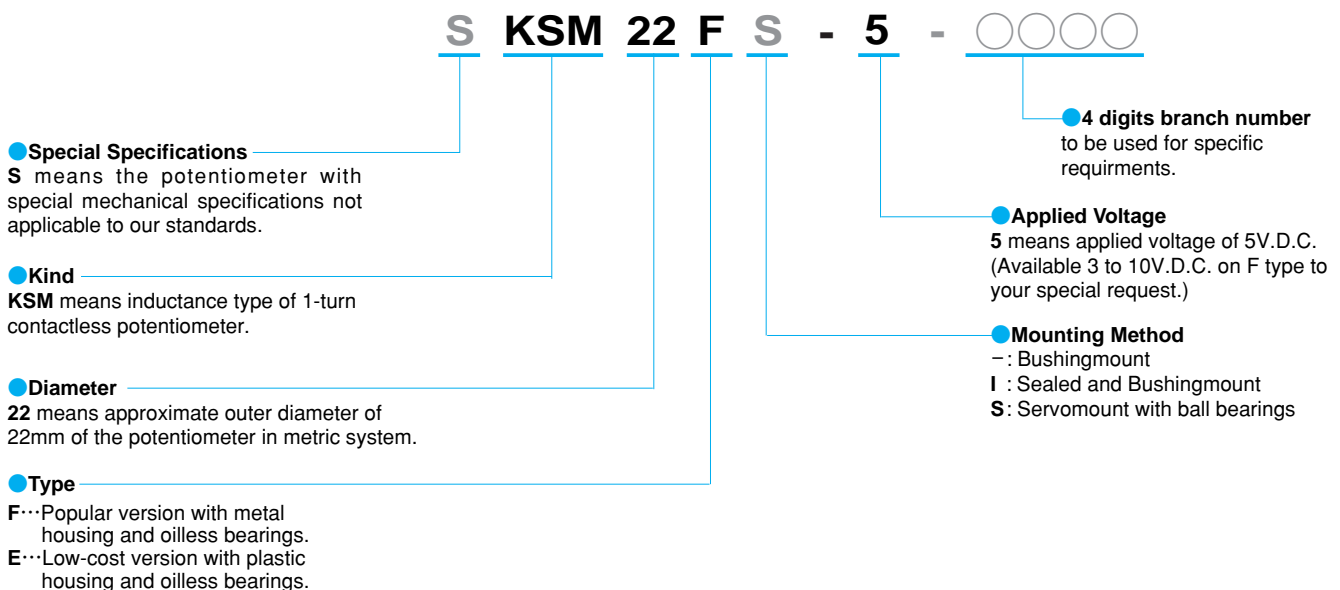 S KSM 22 F S - 5 - ○○○○
●Special Specifications
S means the potentiometer with
special mechanical specifications not
applicable to our standards.
●Kind
KSM means inductance type of 1-turn
contactless potentiometer.
●Diameter
22 means approximate outer diameter of
22mm of the potentiometer in metric system.
●Type
F⋯Popular version with metal
housing and oilless bearings.
E⋯Low-cost version with plastic
housing and oilless bearings.
●4 digits branch number
to be used for specific
requirments.
●Applied Voltage
5 means applied voltage of 5V.D.C.
(Available 3 to 10V.D.C. on F type to
your special request.)
●Mounting Method
−: Bushingmount
I : Sealed and Bushingmount
S: Servomount with ball bearings